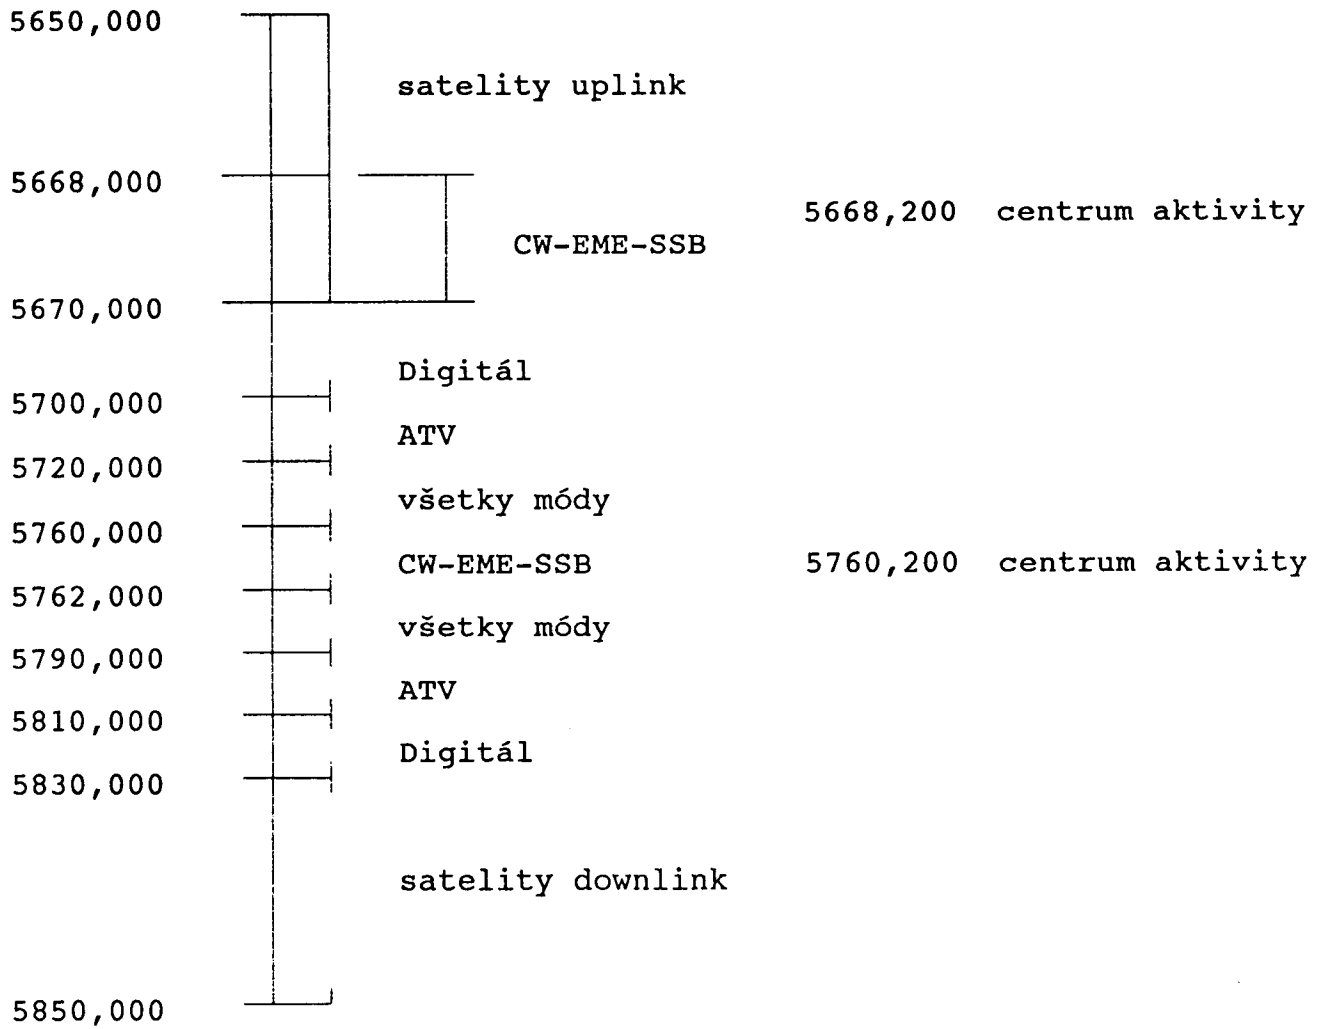 5650,000
satelity uplink
5668,000
5668,200 centrum aktivity
CW-EME-SSB
5670,000
Digitál
5700,000
ATV
5720,000
všetky módy
5760,000
CW-EME-SSB 5760,200 centrum aktivity
5762,000
všetky módy
5790,000
ATV
5810,000
Digitál
5830,000
satelity downlink
5850,000